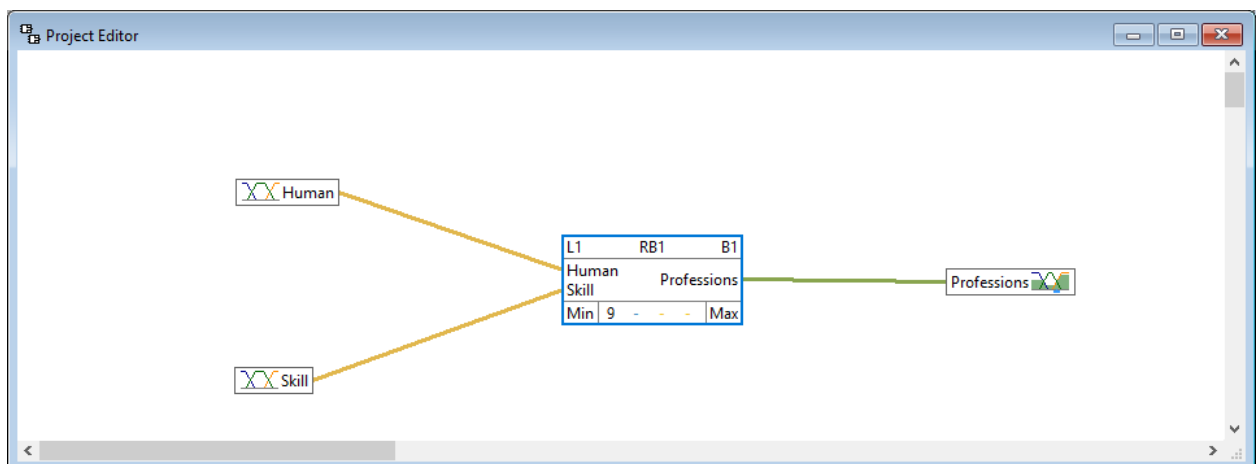 Project Editor
Human
L1 RB1 B1
Human
Skill
Professions
Min 9 - - - Max
Professions
Skill